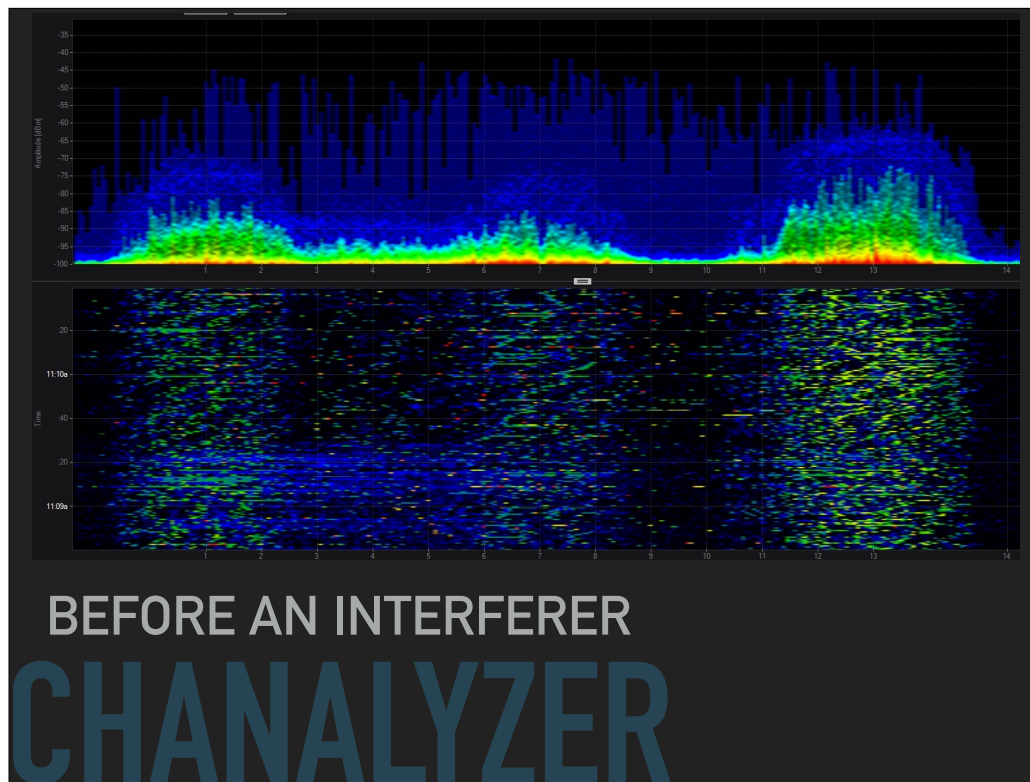 -35
-40
-45
-50
-55
-60
-65
-70
-75
-80
-85
-90
-95
-100
Amplitude [dBm]
1 2 3 4 5 6 7 8 9 10 11 12 13 14
:20
11:10a
:40
:20
11:09a
Time
1 2 3 4 5 6 7 8 9 10 11 12 13 14
BEFORE AN INTERFERER
CHANALYZER